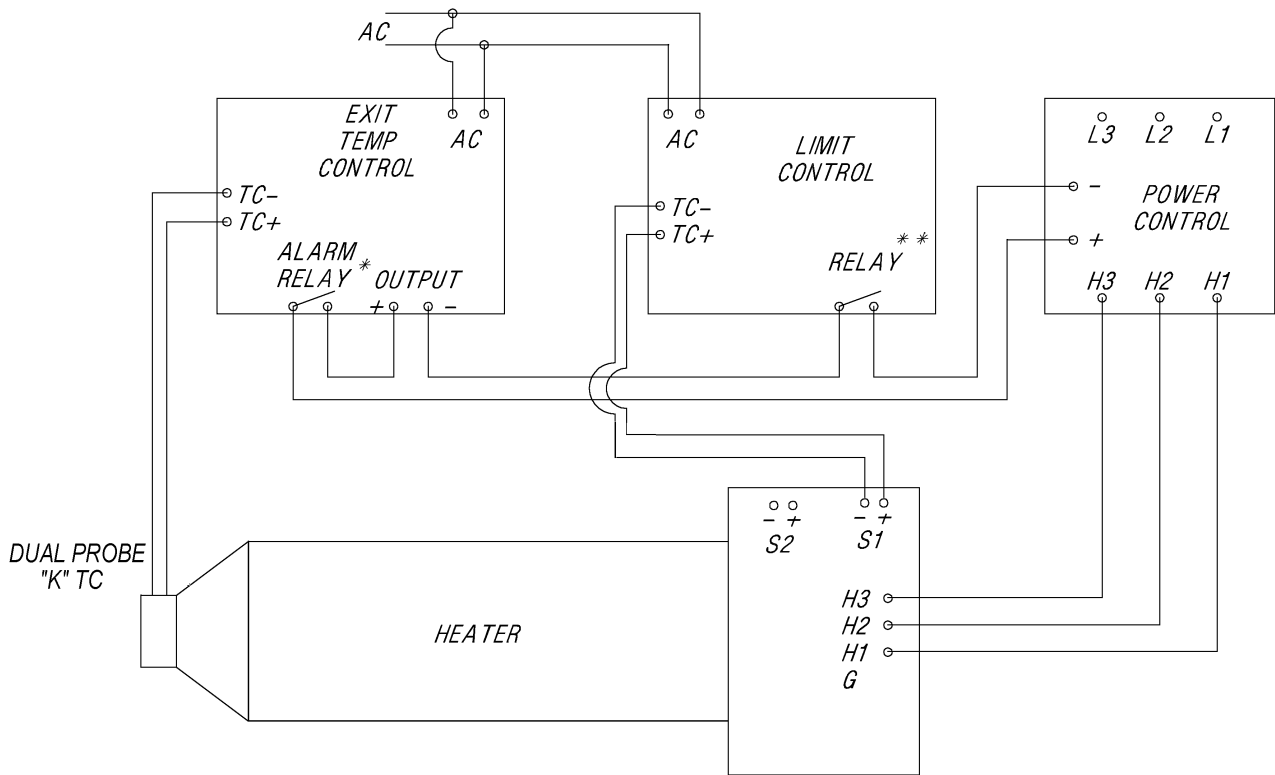 AC
EXIT
TEMP
CONTROL
AC
TC-
TC+
ALARM
RELAY *
OUTPUT
+ -
AC
LIMIT
CONTROL
TC-
TC+
RELAY **
L3 L2 L1
-
+
POWER
CONTROL
H3 H2 H1
DUAL PROBE
"K" TC
HEATER
- +
S2
- +
S1
H3
H2
H1
G